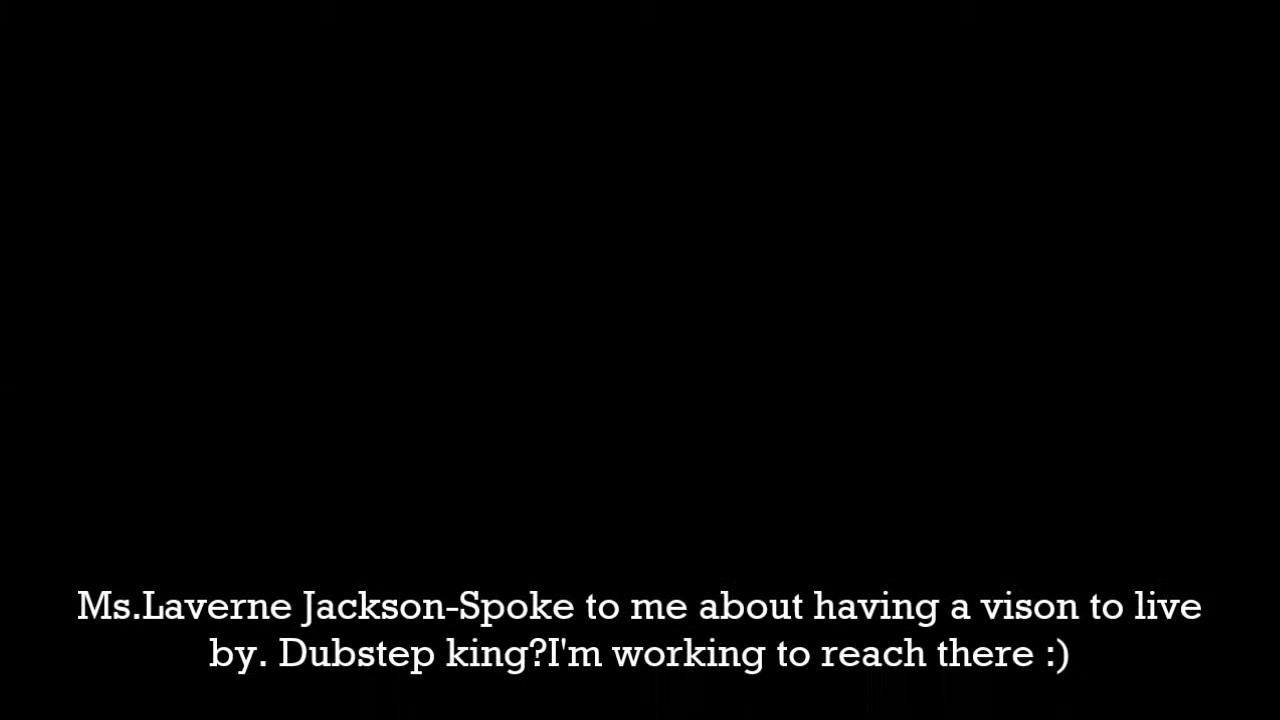 Ms.Laverne Jackson-Spoke to me about having a vison to live
by. Dubstep king?I'm working to reach there :)